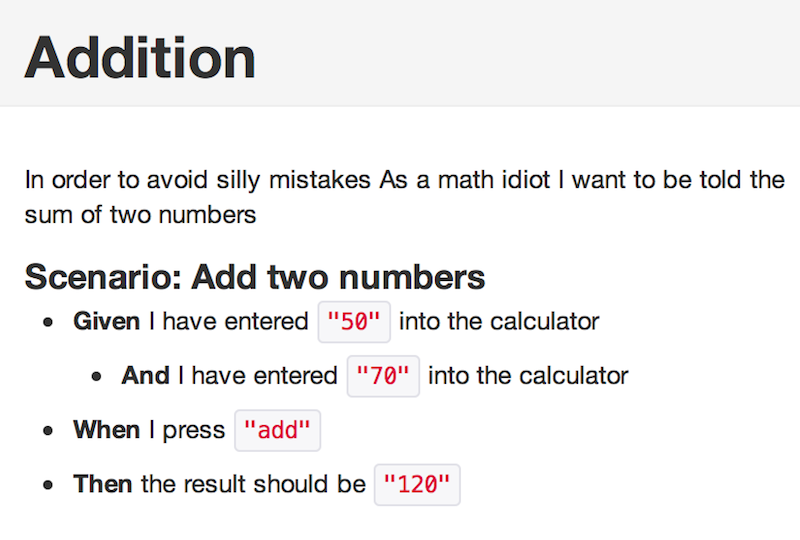 Addition
In order to avoid silly mistakes As a math idiot I want to be told the
sum of two numbers
Scenario: Add two numbers
Given I have entered "50" into the calculator
And I have entered "70" into the calculator
When I press "add"
Then the result should be "120"